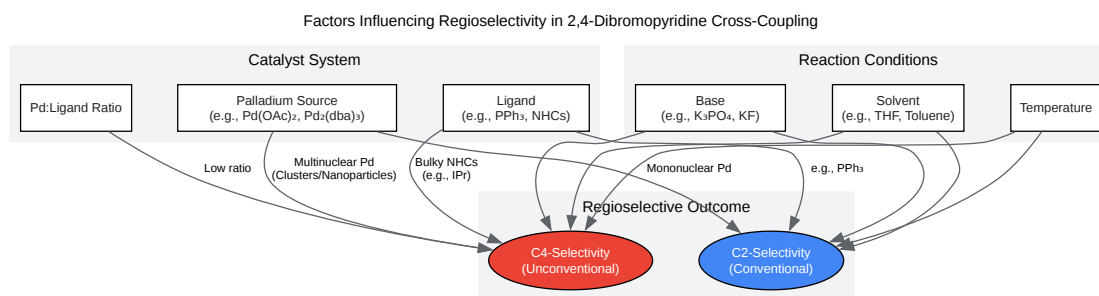 Factors Influencing Regioselectivity in 2,4-Dibromopyridine Cross-Coupling
Catalyst System
Reaction Conditions
Pd:Ligand Ratio
Palladium Source
(e.g., Pd(OAc)₂, Pd₂(dba)₃)
Ligand
(e.g., PPh₃, NHCs)
Base
(e.g., K₃PO₄, KF)
Solvent
(e.g., THF, Toluene)
Temperature
Low ratio
Multinuclear Pd
(Clusters/Nanoparticles)
Bulky NHCs
(e.g., IPr)
Mononuclear Pd
e.g., PPh₃
Regioselective Outcome
C4-Selectivity
(Unconventional)
C2-Selectivity
(Conventional)